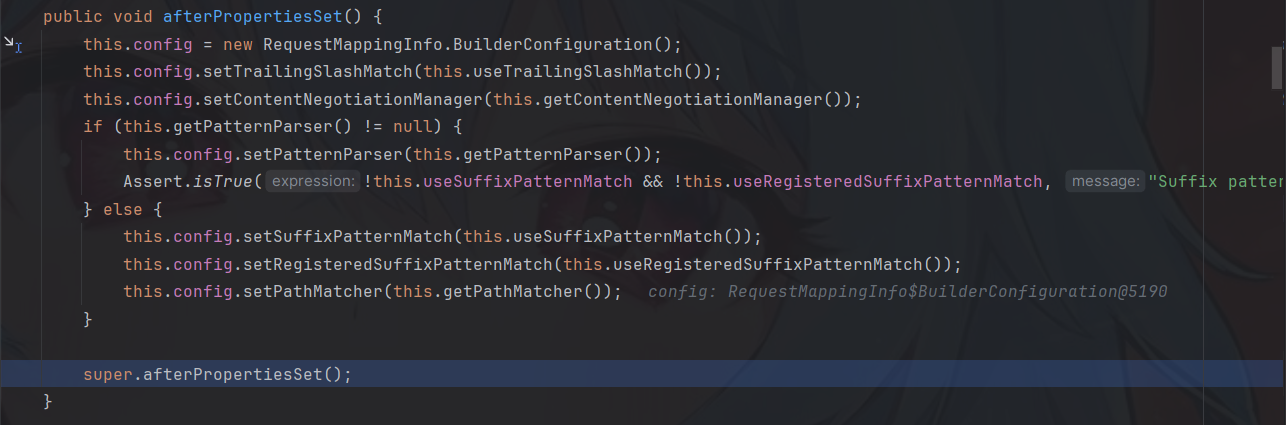 public void afterPropertiesSet() {
this.config = new RequestMappingInfo.BuilderConfiguration();
this.config.setTrailingSlashMatch(this.useTrailingSlashMatch());
this.config.setContentNegotiationManager(this.getContentNegotiationManager());
if (this.getPatternParser() != null) {
this.config.setPatternParser(this.getPatternParser());
Assert.isTrue( expression: !this.useSuffixPatternMatch && !this.useRegisteredSuffixPatternMatch, message: "Suffix patter
} else {
this.config.setSuffixPatternMatch(this.useSuffixPatternMatch());
this.config.setRegisteredSuffixPatternMatch(this.useRegisteredSuffixPatternMatch());
this.config.setPathMatcher(this.getPathMatcher()); config: RequestMappingInfo$BuilderConfiguration@5190
}
super.afterPropertiesSet();
}